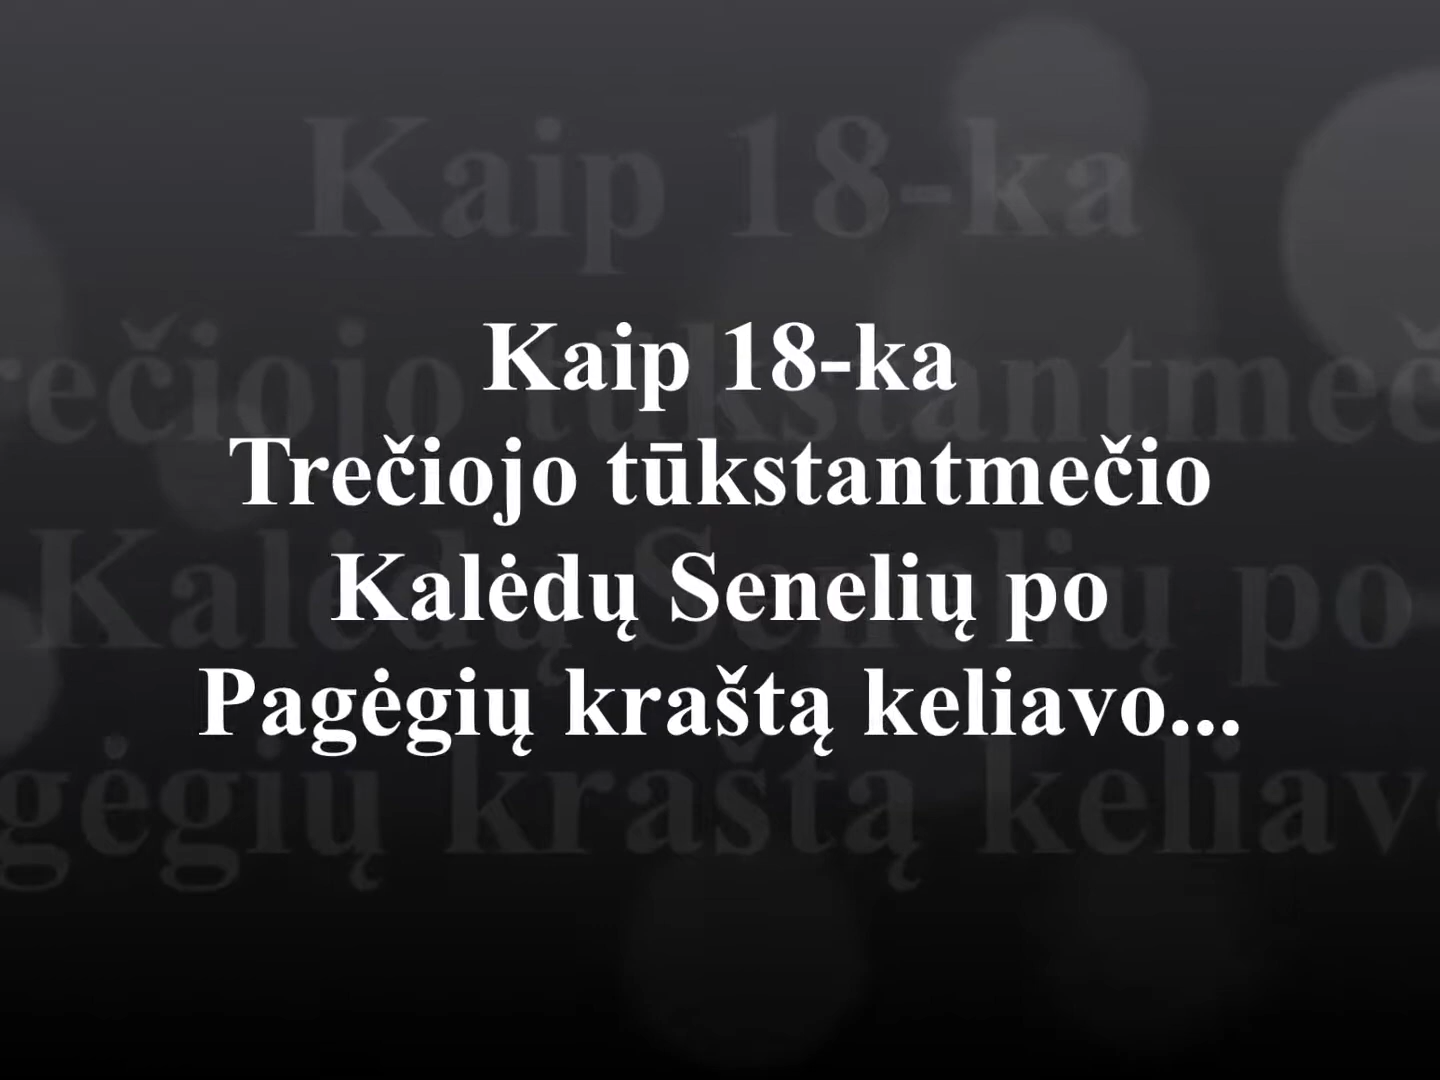 Kaip 18-ka
Trečiojo tūkstantmečio
Kalėdų Senelių po
Pagėgių kraštą keliavo...